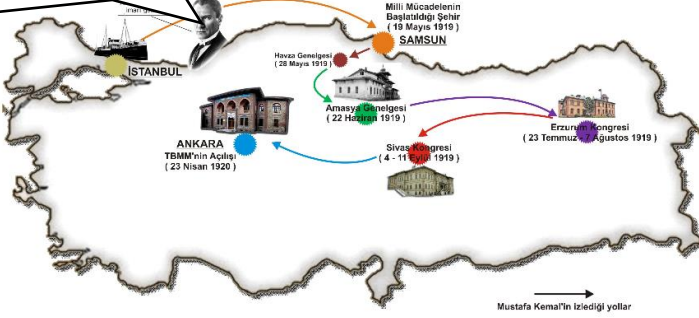 İSTANBUL
Milli Mücadelenin
Başlatıldığı Şehir
( 19 Mayıs 1919 )
SAMSUN
Havza Genelgesi
( 28 Mayıs 1919 )
Amasya Genelgesi
( 22 Haziran 1919 )
Erzurum Kongresi
( 23 Temmuz - 7 Ağustos 1919 )
Sivas Kongresi
( 4 - 11 Eylül 1919 )
ANKARA
TBMM'nin Açılışı
( 23 Nisan 1920 )
Mustafa Kemal'in izlediği yollar